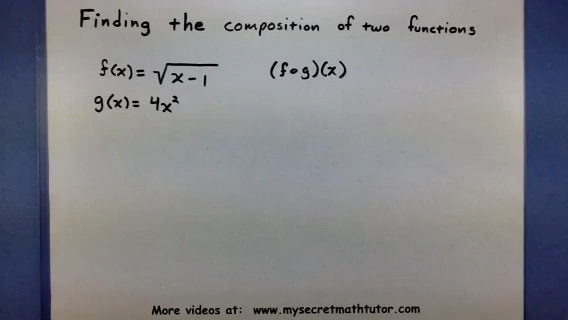 Finding the composition of two functions
f(x) = √x-1 (f∘g)(x)
g(x) = 4x²
More videos at: www.mysecretmathtutor.com